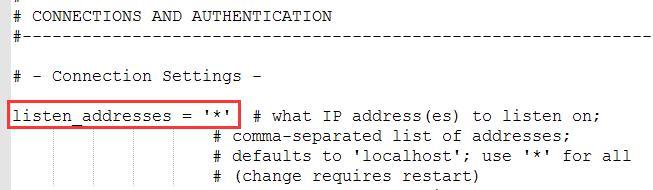 # CONNECTIONS AND AUTHENTICATION
#------------------------------------------------------------------------------
# - Connection Settings -
listen_addresses = '*' # what IP address(es) to listen on;
# comma-separated list of addresses;
# defaults to 'localhost'; use '*' for all
# (change requires restart)